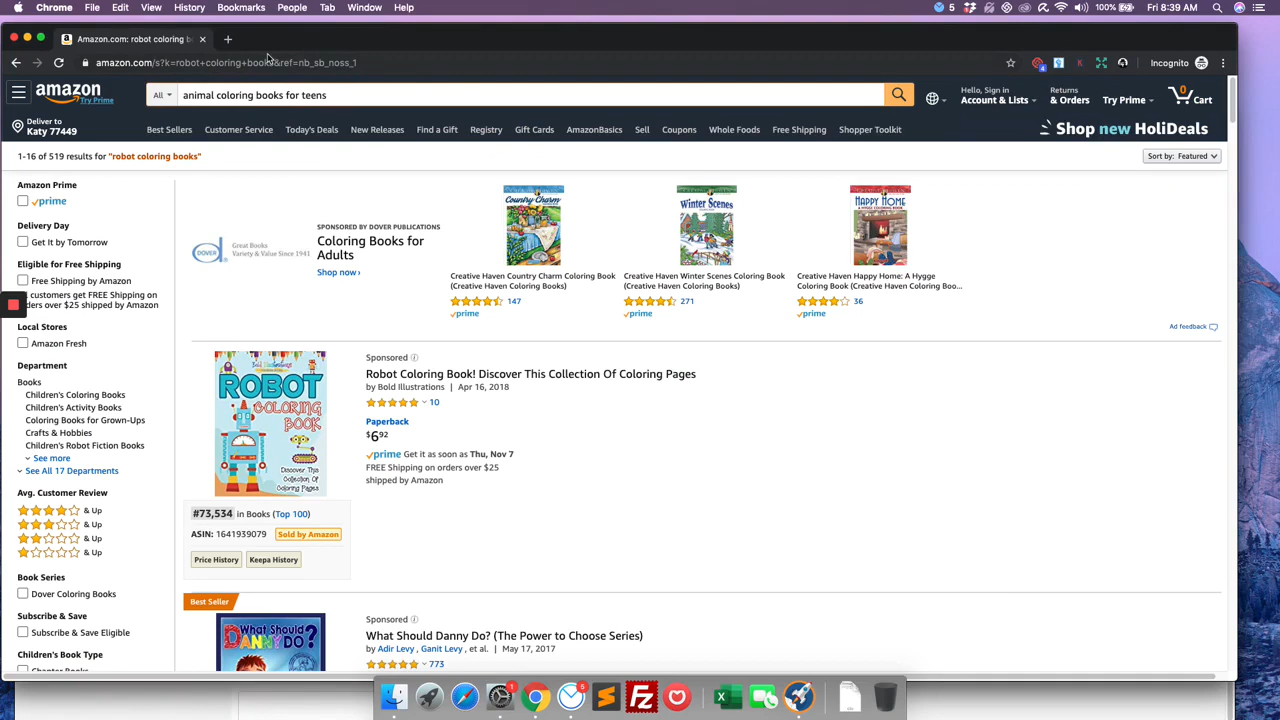 Chrome File Edit View History Bookmarks People Tab Window Help
5 100% Fri 8:39 AM
Amazon.com: robot coloring b
amazon.com/s?k=robot+coloring+books&ref=nb_sb_noss_1
4 Incognito
amazon Try Prime
All animal coloring books for teens
Hello, Sign in
Account & Lists
Returns
& Orders
Try Prime
0
Cart
Deliver to
Katy 77449
Best Sellers Customer Service Today's Deals New Releases Find a Gift Registry Gift Cards AmazonBasics Sell Coupons Whole Foods Free Shipping Shopper Toolkit
Shop new HoliDeals
1-16 of 519 results for "robot coloring books"
Sort by: Featured
Amazon Prime
prime
Delivery Day
Get It by Tomorrow
Eligible for Free Shipping
Free Shipping by Amazon
customers get FREE Shipping on
ders over $25 shipped by Amazon
Local Stores
Amazon Fresh
Department
Books
Children's Coloring Books
Children's Activity Books
Coloring Books for Grown-Ups
Crafts & Hobbies
Children's Robot Fiction Books
See more
See All 17 Departments
Avg. Customer Review
& Up
& Up
& Up
& Up
Book Series
Dover Coloring Books
Subscribe & Save
Subscribe & Save Eligible
Children's Book Type
Chapter Books
DOVER
Great Books
Variety & Value Since 1941
SPONSORED BY DOVER PUBLICATIONS
Coloring Books for
Adults
Shop now ›
Country Charm
Creative Haven Country Charm Coloring Book
(Creative Haven Coloring Books)
147
prime
Winter Scenes
Creative Haven Winter Scenes Coloring Book
(Creative Haven Coloring Books)
271
prime
HAPPY HOME
Creative Haven Happy Home: A Hygge
Coloring Book (Creative Haven Coloring Boo...
36
prime
Ad feedback
ROBOT
COLORING
BOOK
Discover This
Collection Of
Coloring Pages
Sponsored
Robot Coloring Book! Discover This Collection Of Coloring Pages
by Bold Illustrations | Apr 16, 2018
10
Paperback
$6 92
prime Get it as soon as Thu, Nov 7
FREE Shipping on orders over $25
shipped by Amazon
#73,534 in Books (Top 100)
ASIN: 1641939079 Sold by Amazon
Price History Keepa History
Best Seller
What Should
DANNY DO?
Sponsored
What Should Danny Do? (The Power to Choose Series)
by Adir Levy, Ganit Levy, et al. | May 17, 2017
773
1
5
Fz